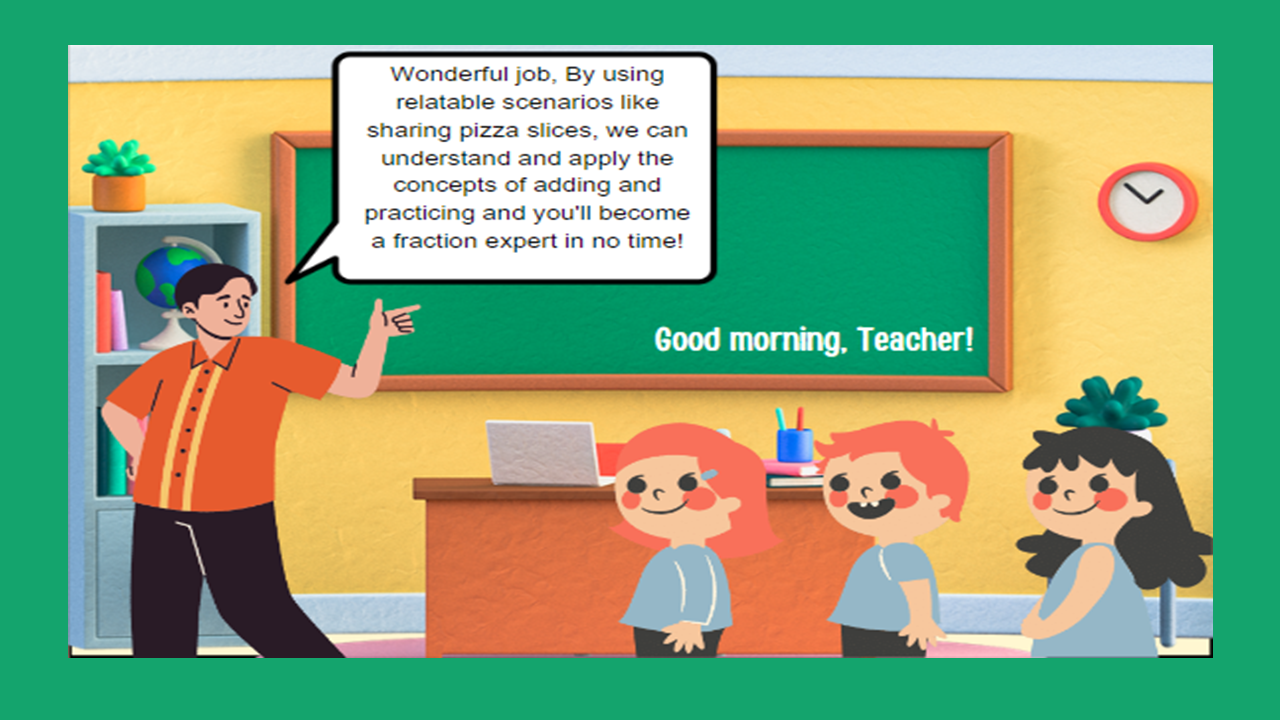 Wonderful job, By using
relatable scenarios like
sharing pizza slices, we can
understand and apply the
concepts of adding and
practicing and you'll become
a fraction expert in no time!
Good morning, Teacher!